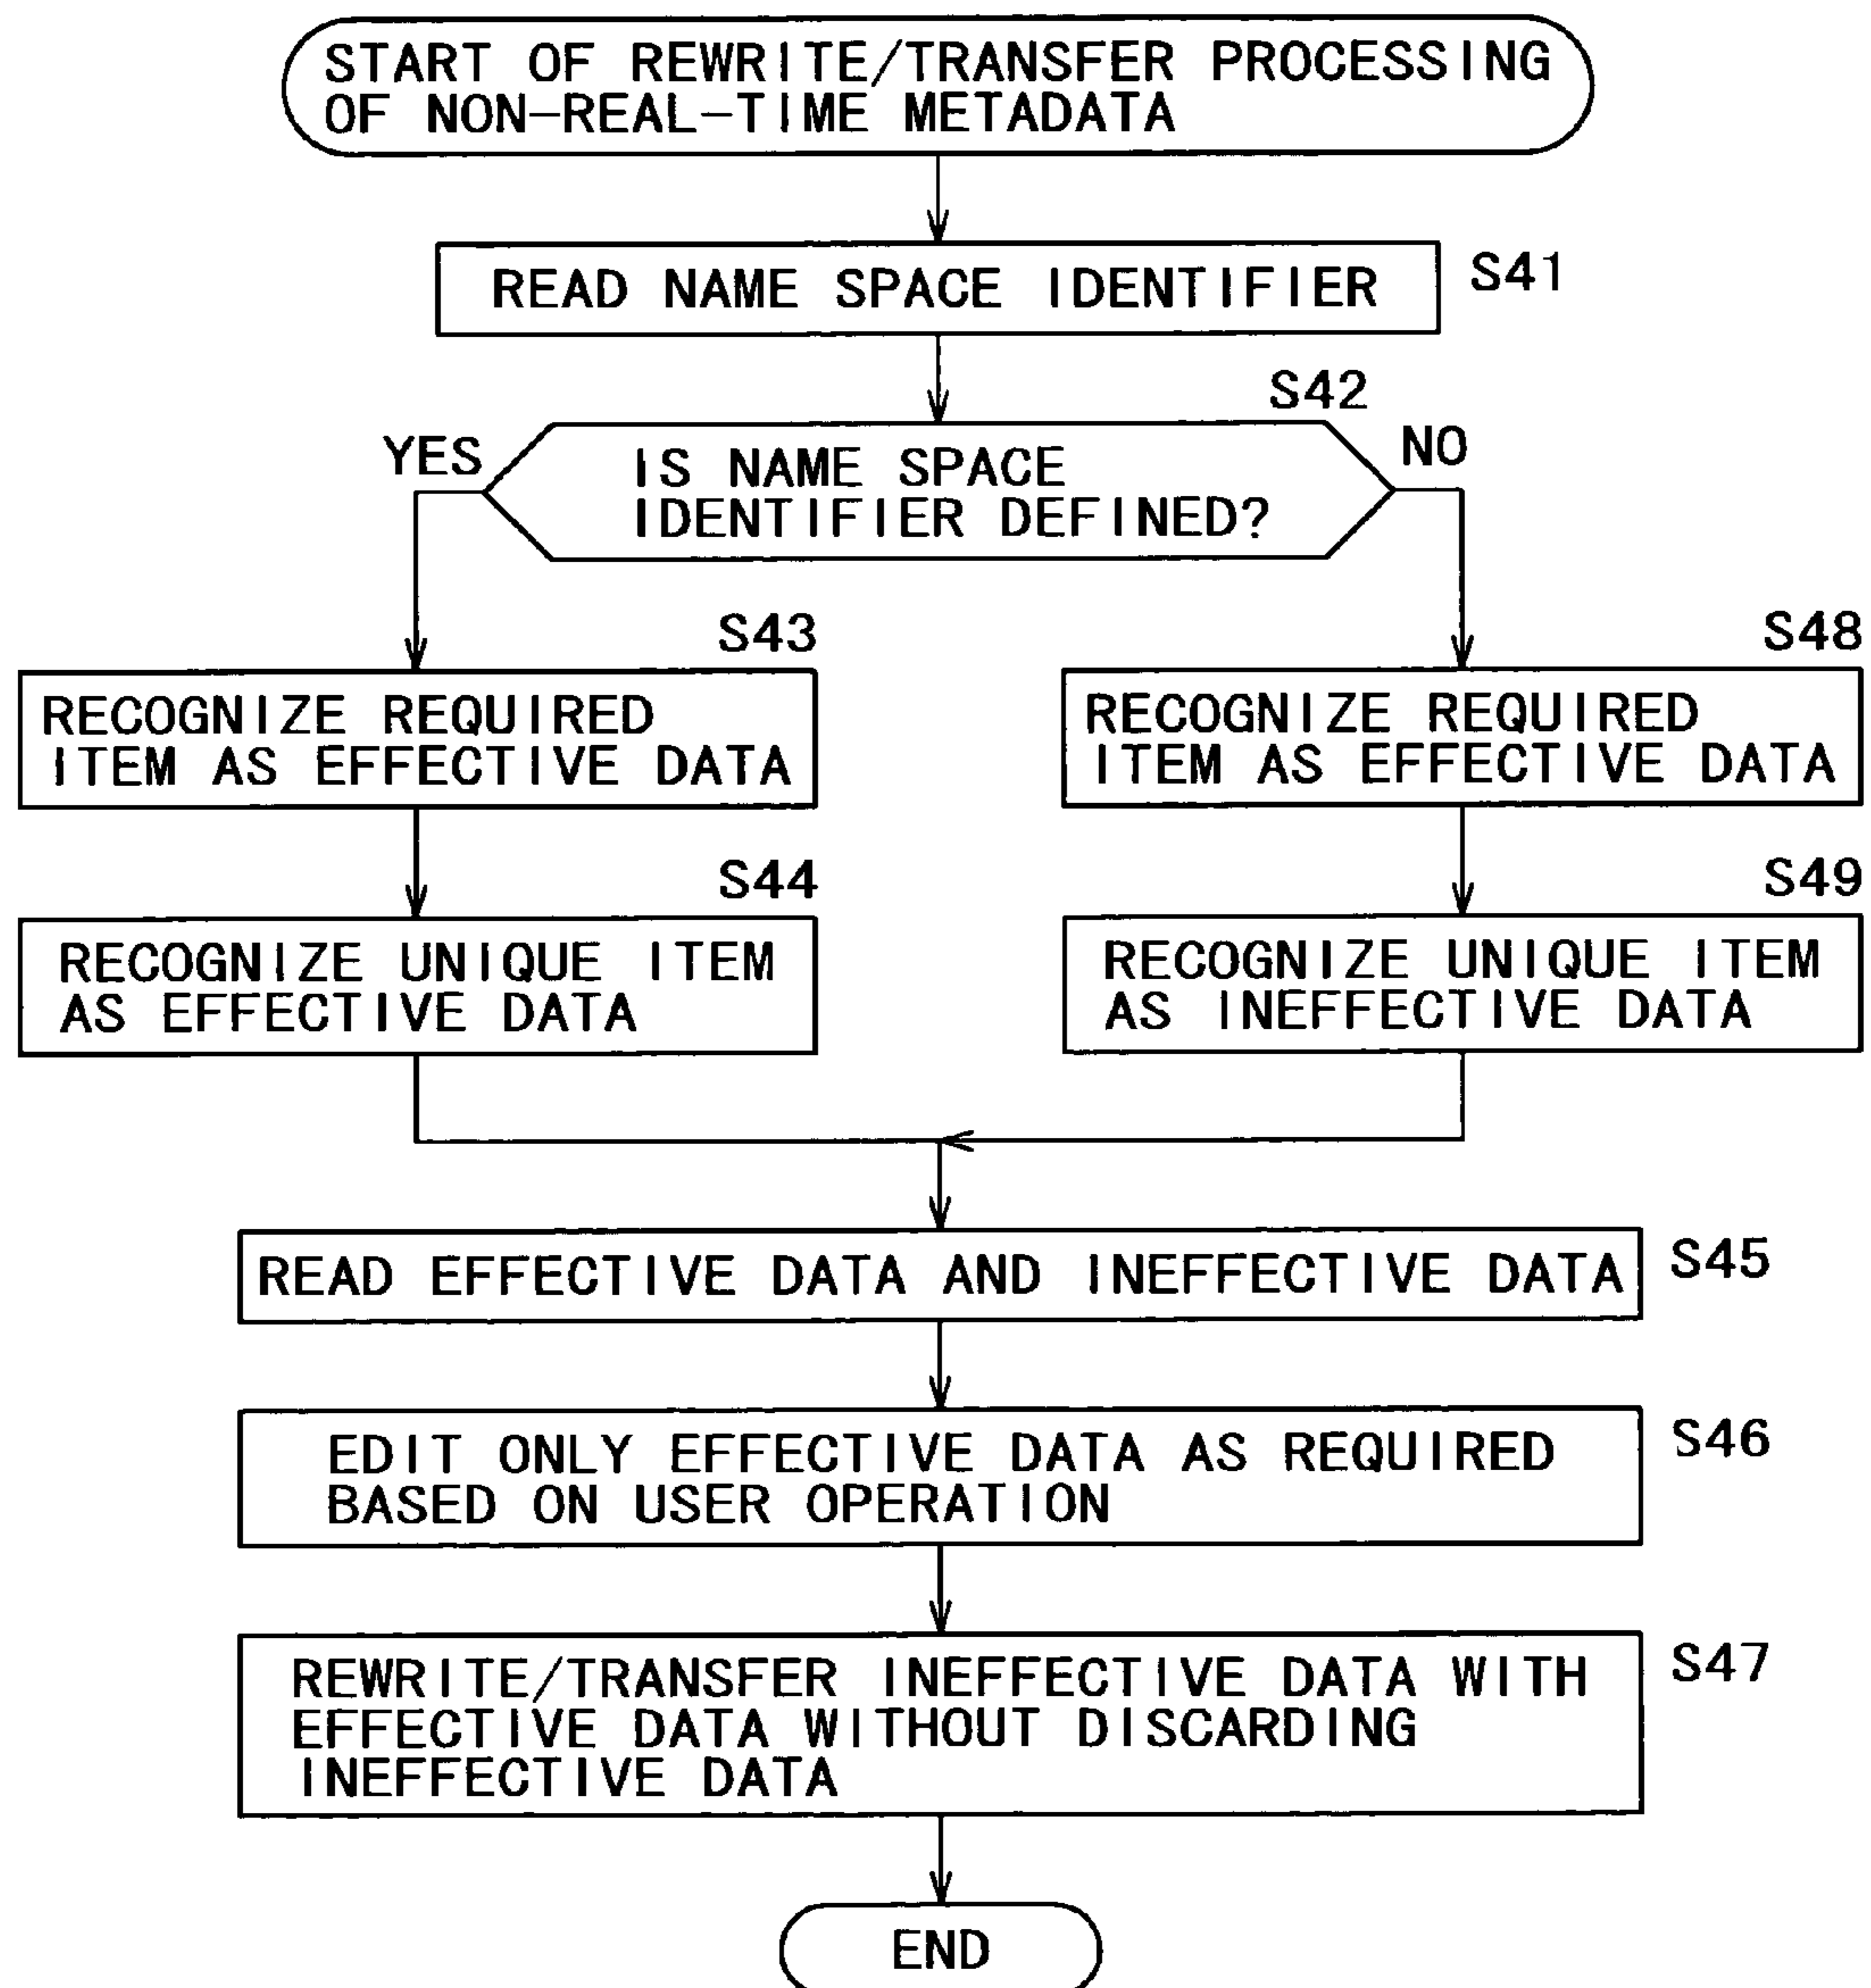 START OF REWRITE/TRANSFER PROCESSING
OF NON-REAL-TIME METADATA
READ NAME SPACE IDENTIFIER
S41
S42
YES
NO
IS NAME SPACE
IDENTIFIER DEFINED?
S43
RECOGNIZE REQUIRED
ITEM AS EFFECTIVE DATA
S48
RECOGNIZE REQUIRED
ITEM AS EFFECTIVE DATA
S44
RECOGNIZE UNIQUE ITEM
AS EFFECTIVE DATA
S49
RECOGNIZE UNIQUE ITEM
AS INEFFECTIVE DATA
READ EFFECTIVE DATA AND INEFFECTIVE DATA
S45
EDIT ONLY EFFECTIVE DATA AS REQUIRED
BASED ON USER OPERATION
S46
REWRITE/TRANSFER INEFFECTIVE DATA WITH
EFFECTIVE DATA WITHOUT DISCARDING
INEFFECTIVE DATA
S47
END